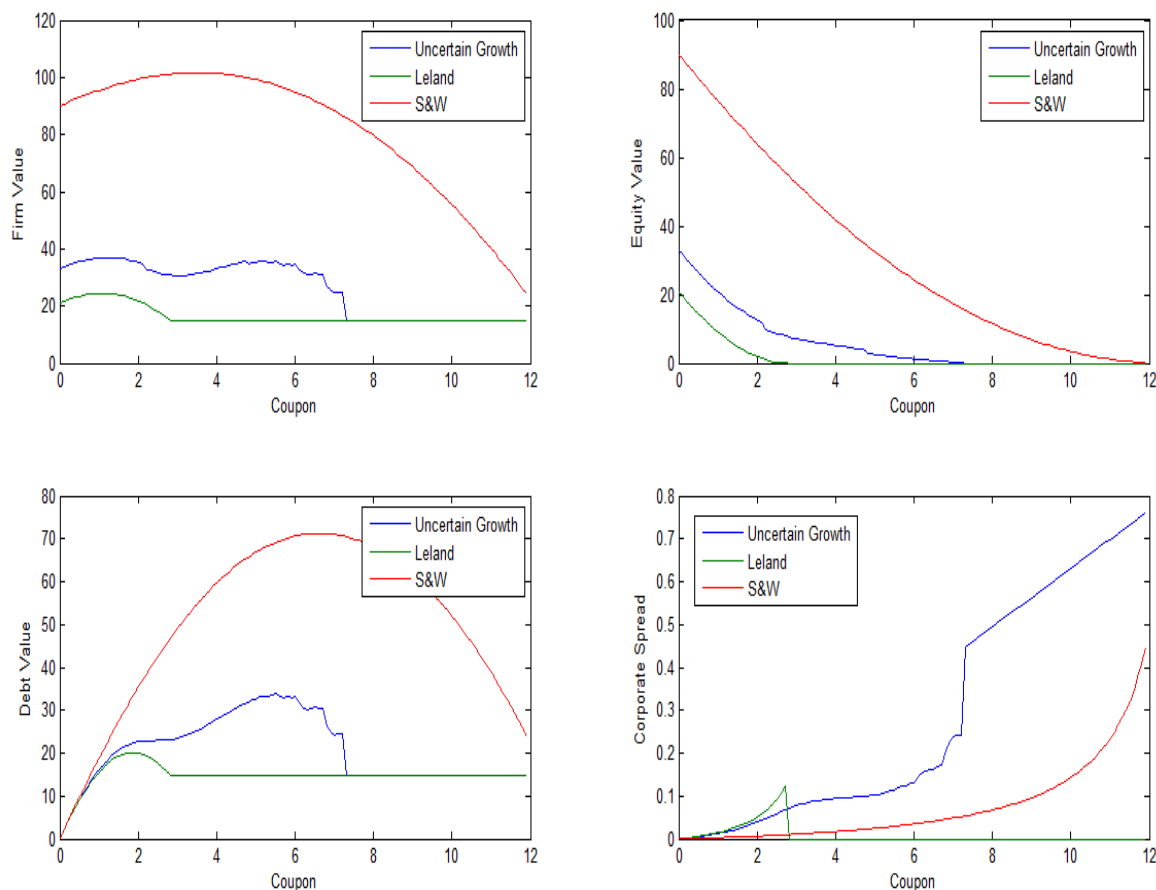 120
100
80
60
40
20
0
Firm Value
0 2 4 6 8 10 12
Coupon
Uncertain Growth
Leland
S&W
100
80
60
40
20
0
Equity Value
0 2 4 6 8 10 12
Coupon
Uncertain Growth
Leland
S&W
80
70
60
50
40
30
20
10
0
Debt Value
0 2 4 6 8 10 12
Coupon
Uncertain Growth
Leland
S&W
0.8
0.7
0.6
0.5
0.4
0.3
0.2
0.1
0
Corporate Spread
0 2 4 6 8 10 12
Coupon
Uncertain Growth
Leland
S&W